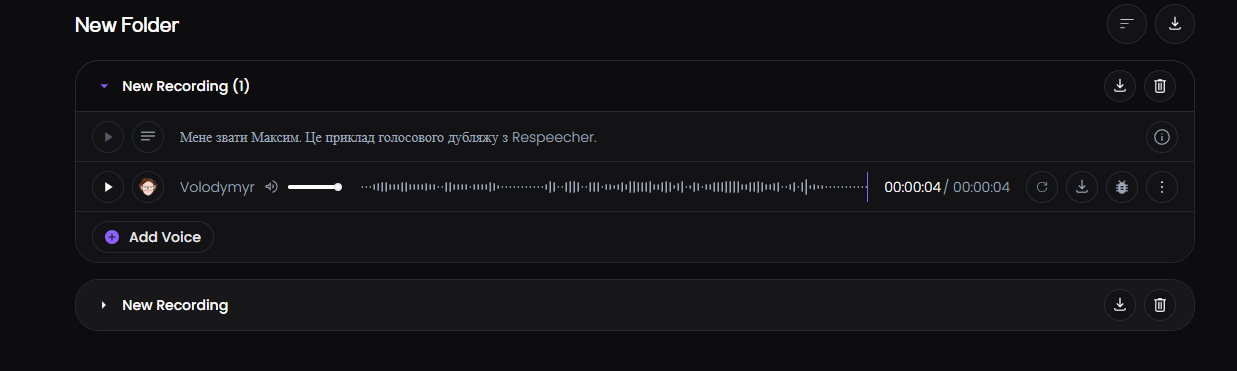 New Folder
New Recording (1)
Мене звати Максим. Це приклад голосового дубляжу з Respeecher.
Volodymyr 00:00:04 / 00:00:04
Add Voice
New Recording